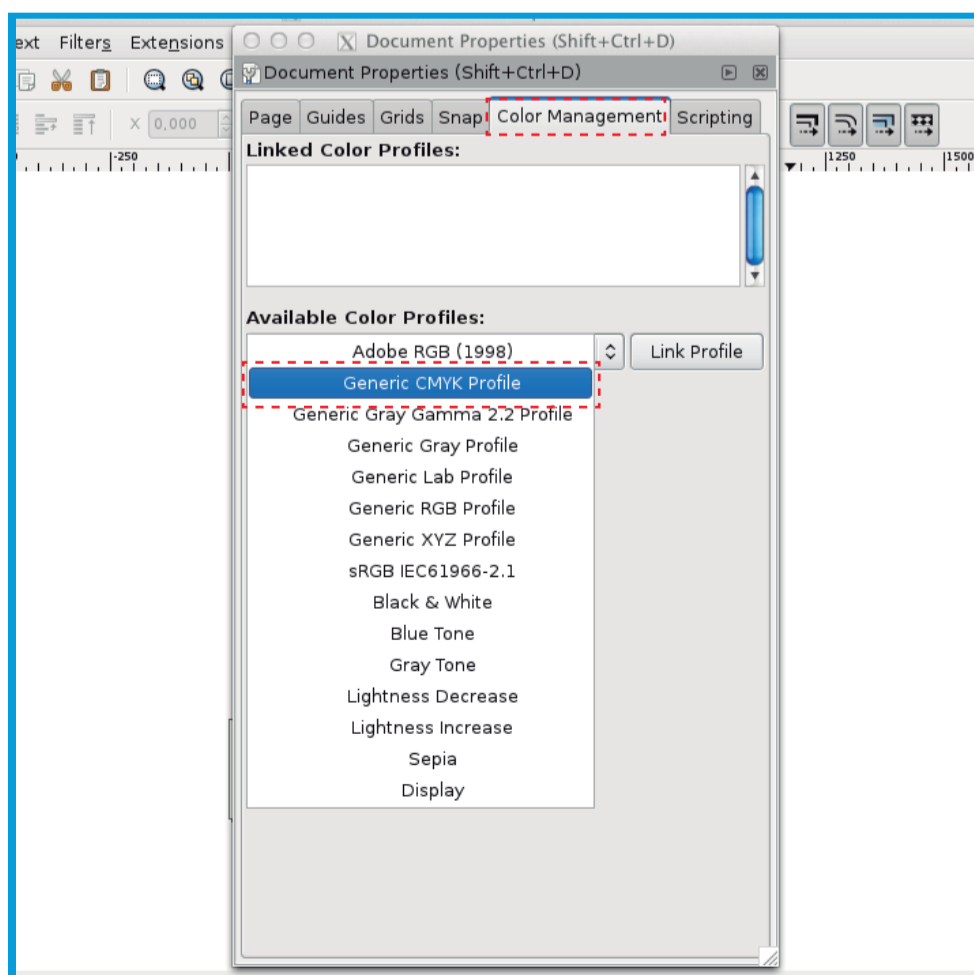 ext Filters Extensions
X Document Properties (Shift+Ctrl+D)
Document Properties (Shift+Ctrl+D)
X 0,000
Page Guides Grids Snap Color Management Scripting
-250
1250
1500
Linked Color Profiles:
Available Color Profiles:
Adobe RGB (1998)
Link Profile
Generic CMYK Profile
Generic Gray Gamma 2.2 Profile
Generic Gray Profile
Generic Lab Profile
Generic RGB Profile
Generic XYZ Profile
sRGB IEC61966-2.1
Black & White
Blue Tone
Gray Tone
Lightness Decrease
Lightness Increase
Sepia
Display